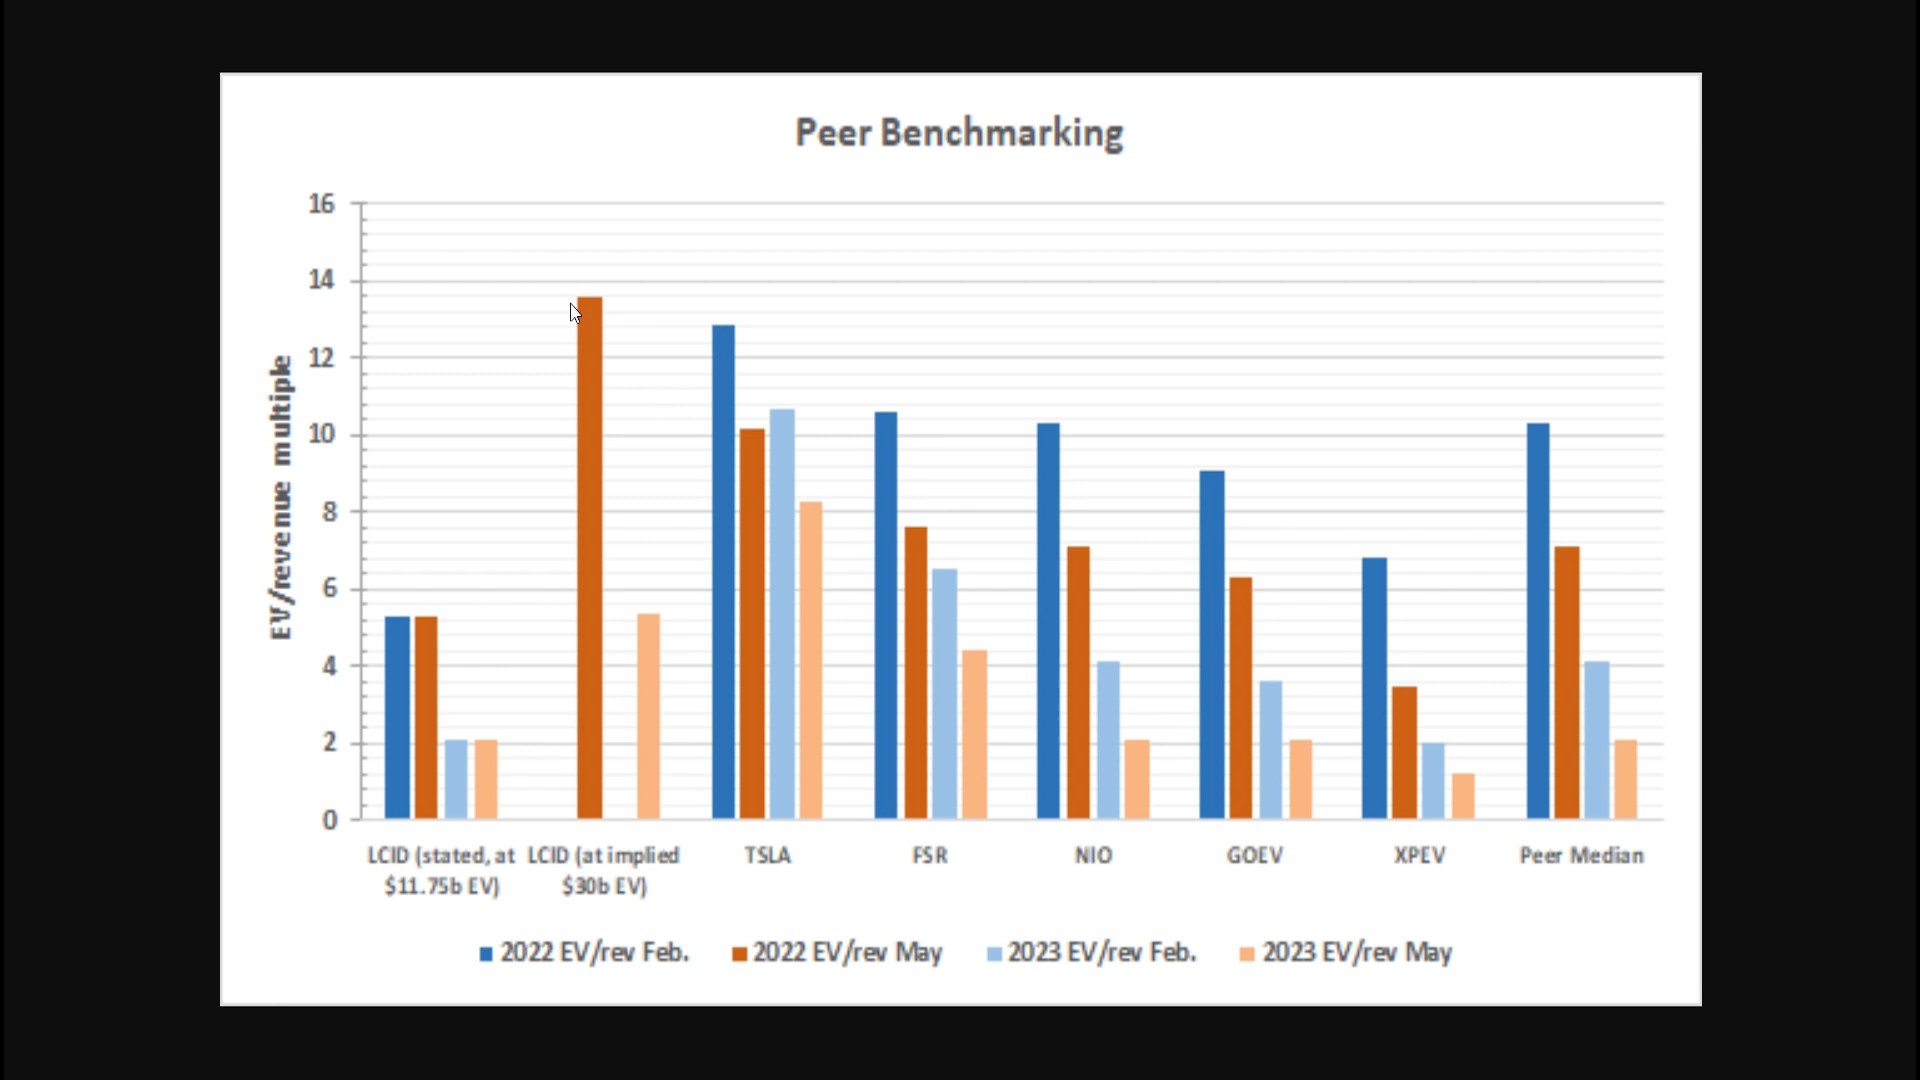 Peer Benchmarking
EV/revenue multiple
16
14
12
10
8
6
4
2
0
LCID (stated, at
$11.75b EV)
LCID (at implied
$30b EV)
TSLA
FSR
NIO
GOEV
XPEV
Peer Median
2022 EV/rev Feb.
2022 EV/rev May
2023 EV/rev Feb.
2023 EV/rev May